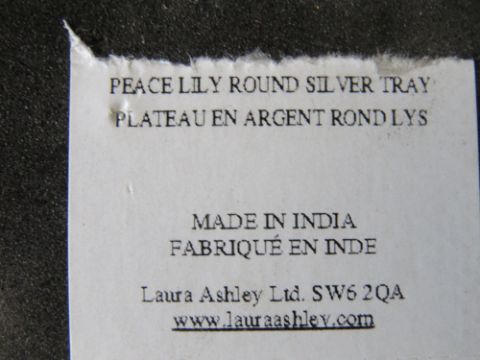 PEACE LILY ROUND SILVER TRAY
PLATEAU EN ARGENT ROND LYS
MADE IN INDIA
FABRIQUÉ EN INDE
Laura Ashley Ltd. SW6 2QA
www.lauraashley.com